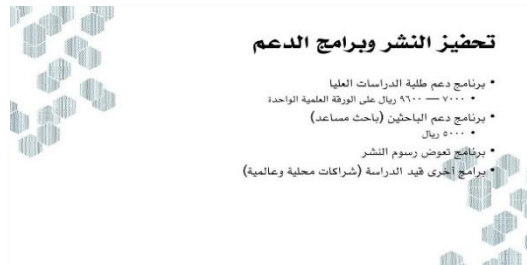 تحفيز النشر وبرامج الدعم
• برنامج دعم طلبة الدراسات العليا
• ٧٠٠٠ — ٩٦٠٠ ريال على الورقة العلمية الواحدة
• برنامج دعم الباحثين (باحث مساعد)
• ٥٠٠٠ ريال
• برنامج تعوض رسوم النشر
• برامج آخرى قيد الدراسة (شراكات محلية وعالمية)